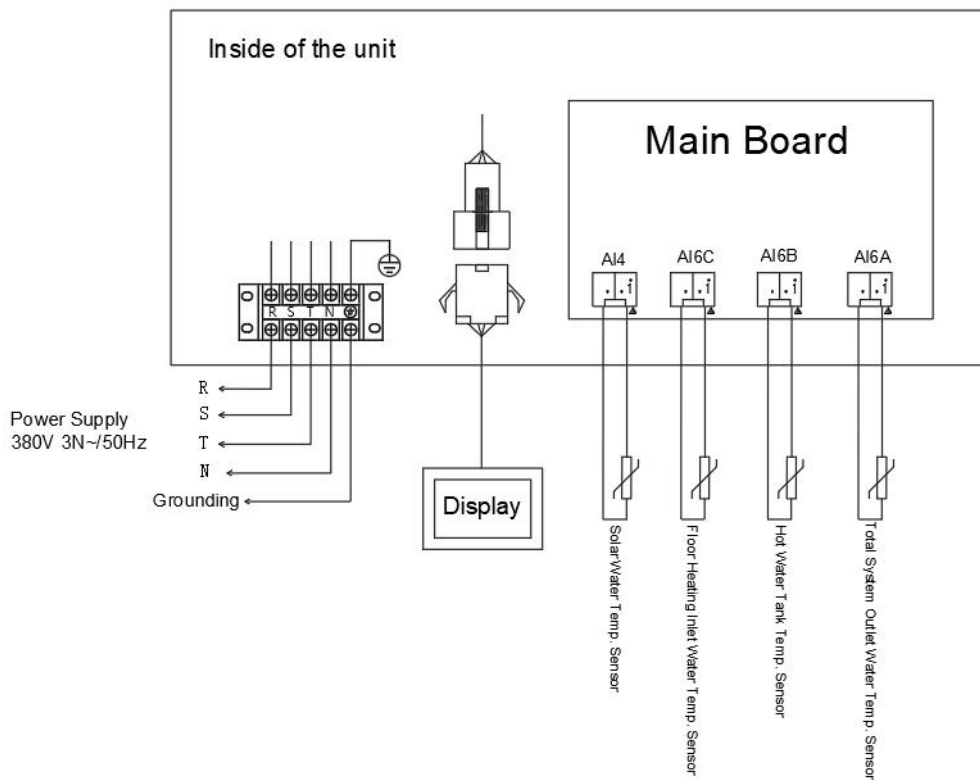 Inside of the unit
Main Board
AI4
AI6C
AI6B
AI6A
R S T N
R
S
T
N
Power Supply
380V 3N~/50Hz
Grounding
Display
Solar Water Temp. Sensor
Floor Heating Inlet Water Temp. Sensor
Hot Water Tank Temp. Sensor
Total System Outlet Water Temp. Sensor